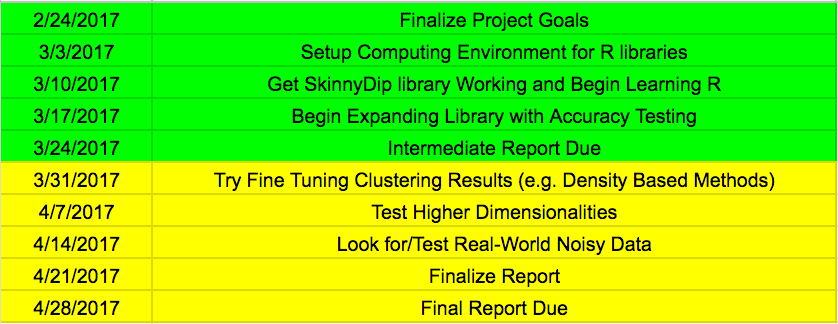 2/24/2017 Finalize Project Goals
3/3/2017 Setup Computing Environment for R libraries
3/10/2017 Get SkinnyDip library Working and Begin Learning R
3/17/2017 Begin Expanding Library with Accuracy Testing
3/24/2017 Intermediate Report Due
3/31/2017 Try Fine Tuning Clustering Results (e.g. Density Based Methods)
4/7/2017 Test Higher Dimensionalities
4/14/2017 Look for/Test Real-World Noisy Data
4/21/2017 Finalize Report
4/28/2017 Final Report Due